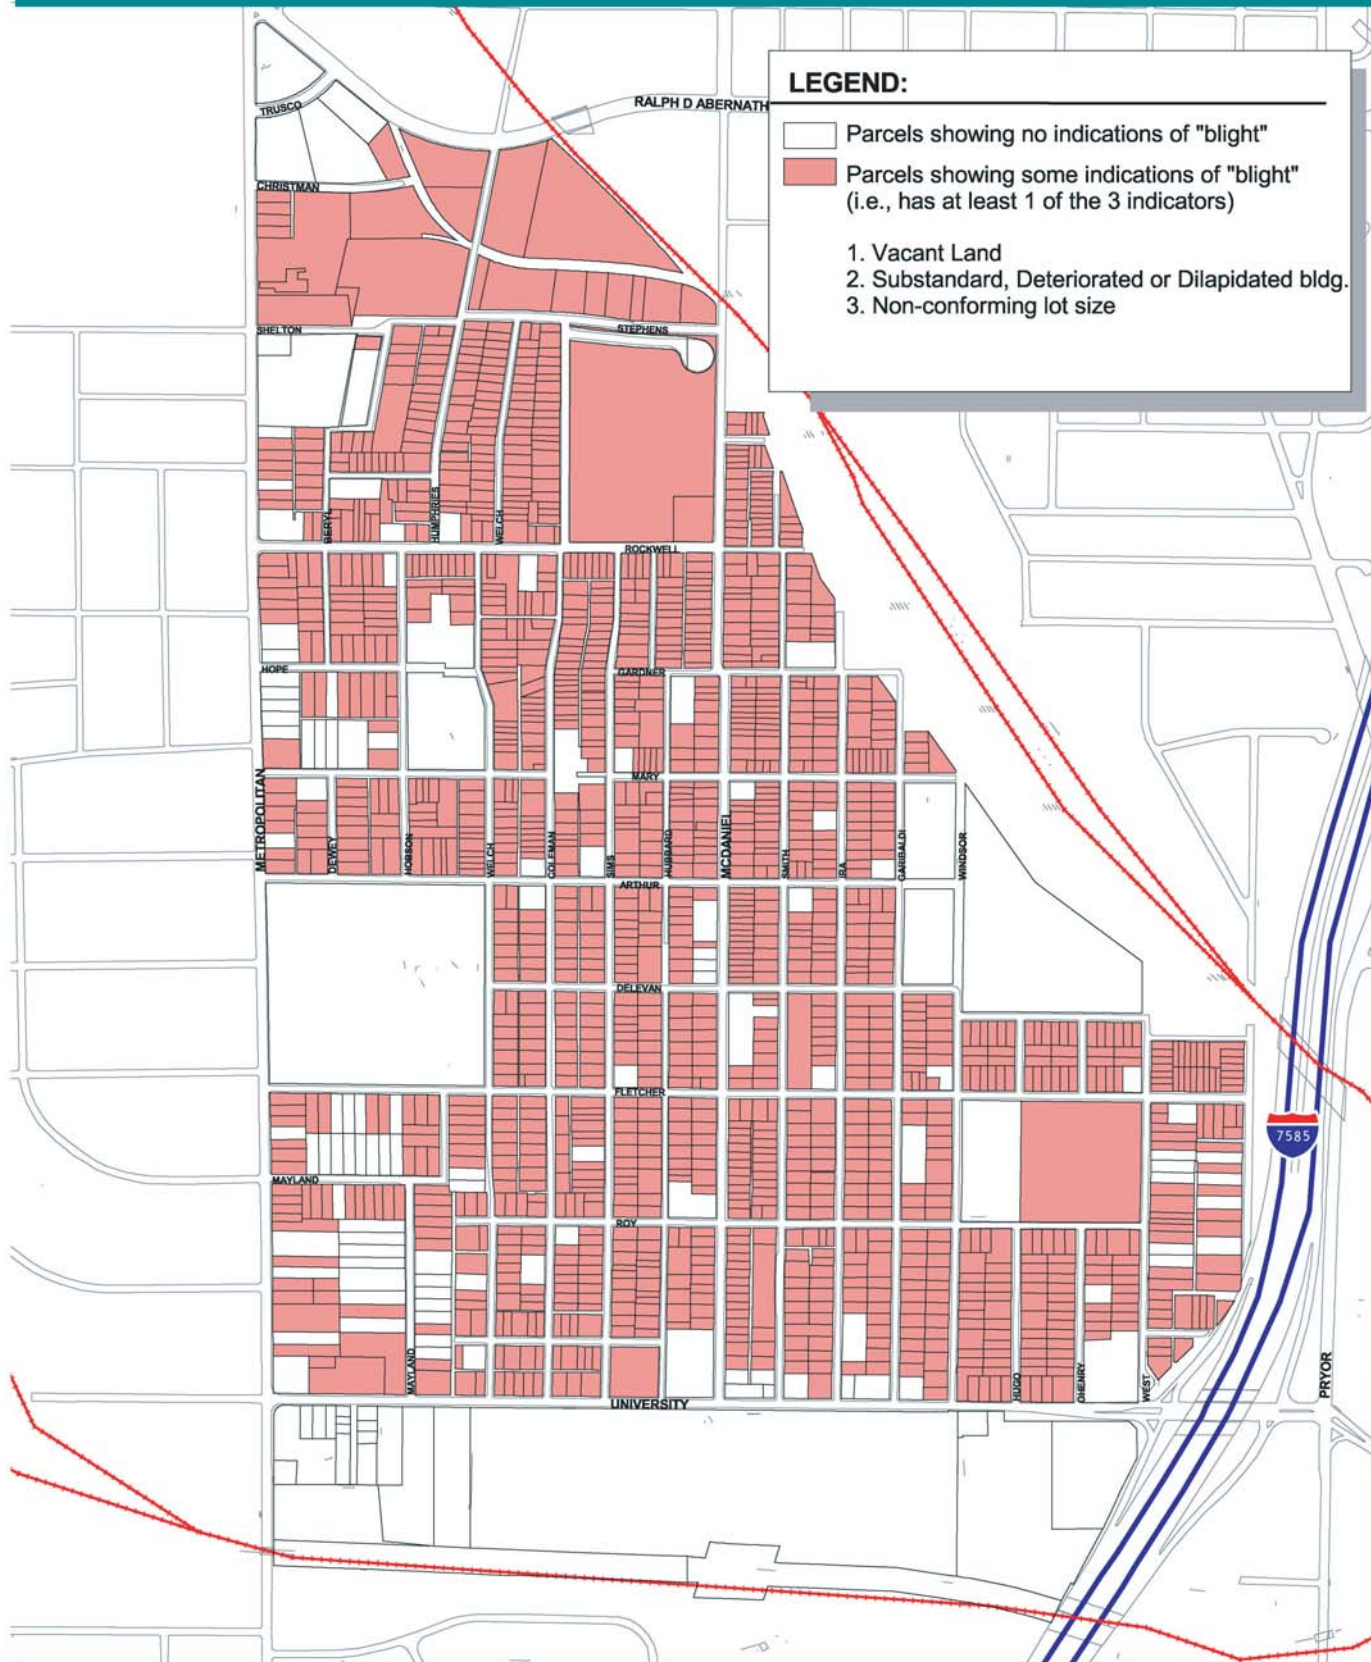 LEGEND:
Parcels showing no indications of "blight"
Parcels showing some indications of "blight"
(i.e., has at least 1 of the 3 indicators)
1. Vacant Land
2. Substandard, Deteriorated or Dilapidated bldg.
3. Non-conforming lot size
RALPH D ABERNATH
TRUSCO
CHRISTMAN
SHELTON
STEPHENS
BERYL
HUMPHRIES
WELCH
ROCKWELL
HOPE
GARDNER
METROPOLITAN
MARY
DEWEY
HOBSON
WELCH
COLEMAN
SIMS
HUBBARD
MCDANIEL
SMITH
IRA
GARIBALDI
WINDSOR
ARTHUR
DELEVAN
FLETCHER
7585
MAYLAND
ROY
MAYLAND
HUGO
OHENRY
WEST
PRYOR
UNIVERSITY